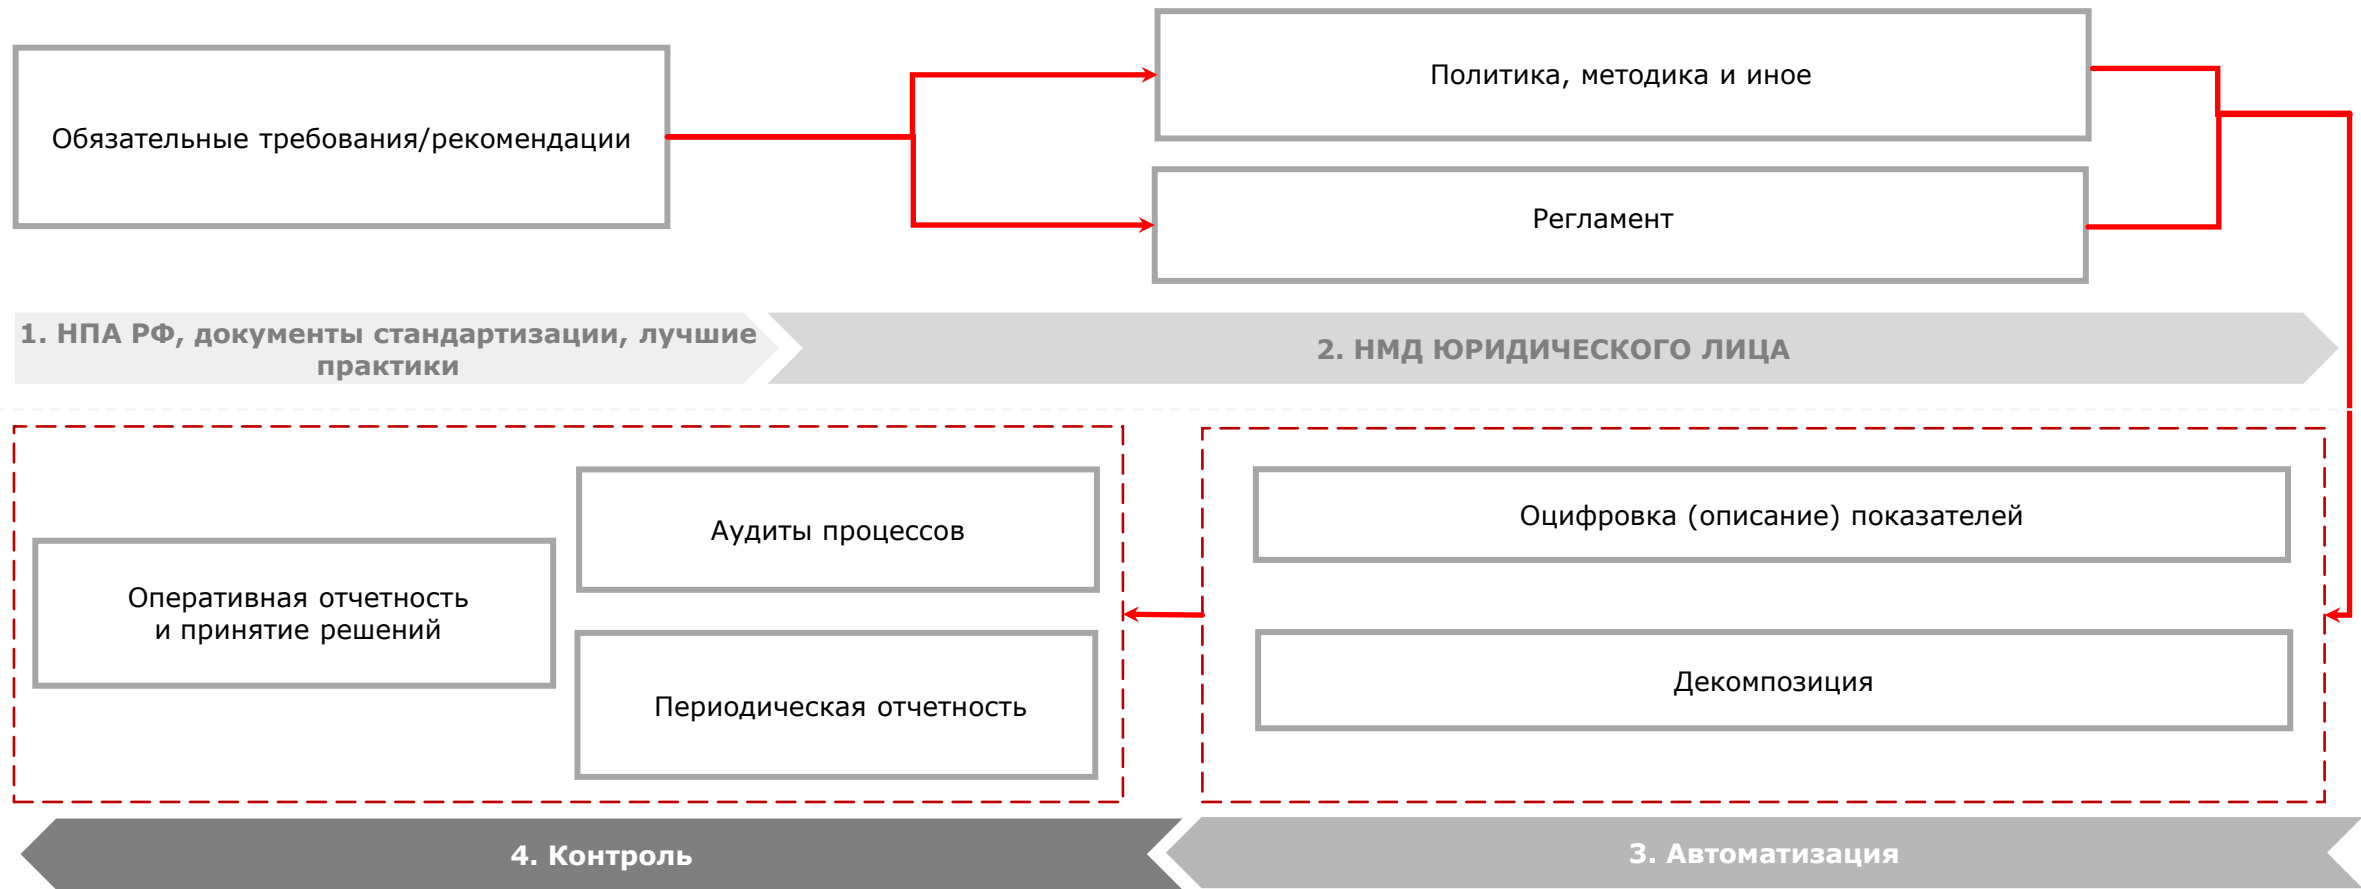 Обязательные требования/рекомендации
Политика, методика и иное
Регламент
1. НПА РФ, документы стандартизации, лучшие
практики
2. НМД ЮРИДИЧЕСКОГО ЛИЦА
Оперативная отчетность
и принятие решений
Аудиты процессов
Периодическая отчетность
Оцифровка (описание) показателей
Декомпозиция
4. Контроль
3. Автоматизация